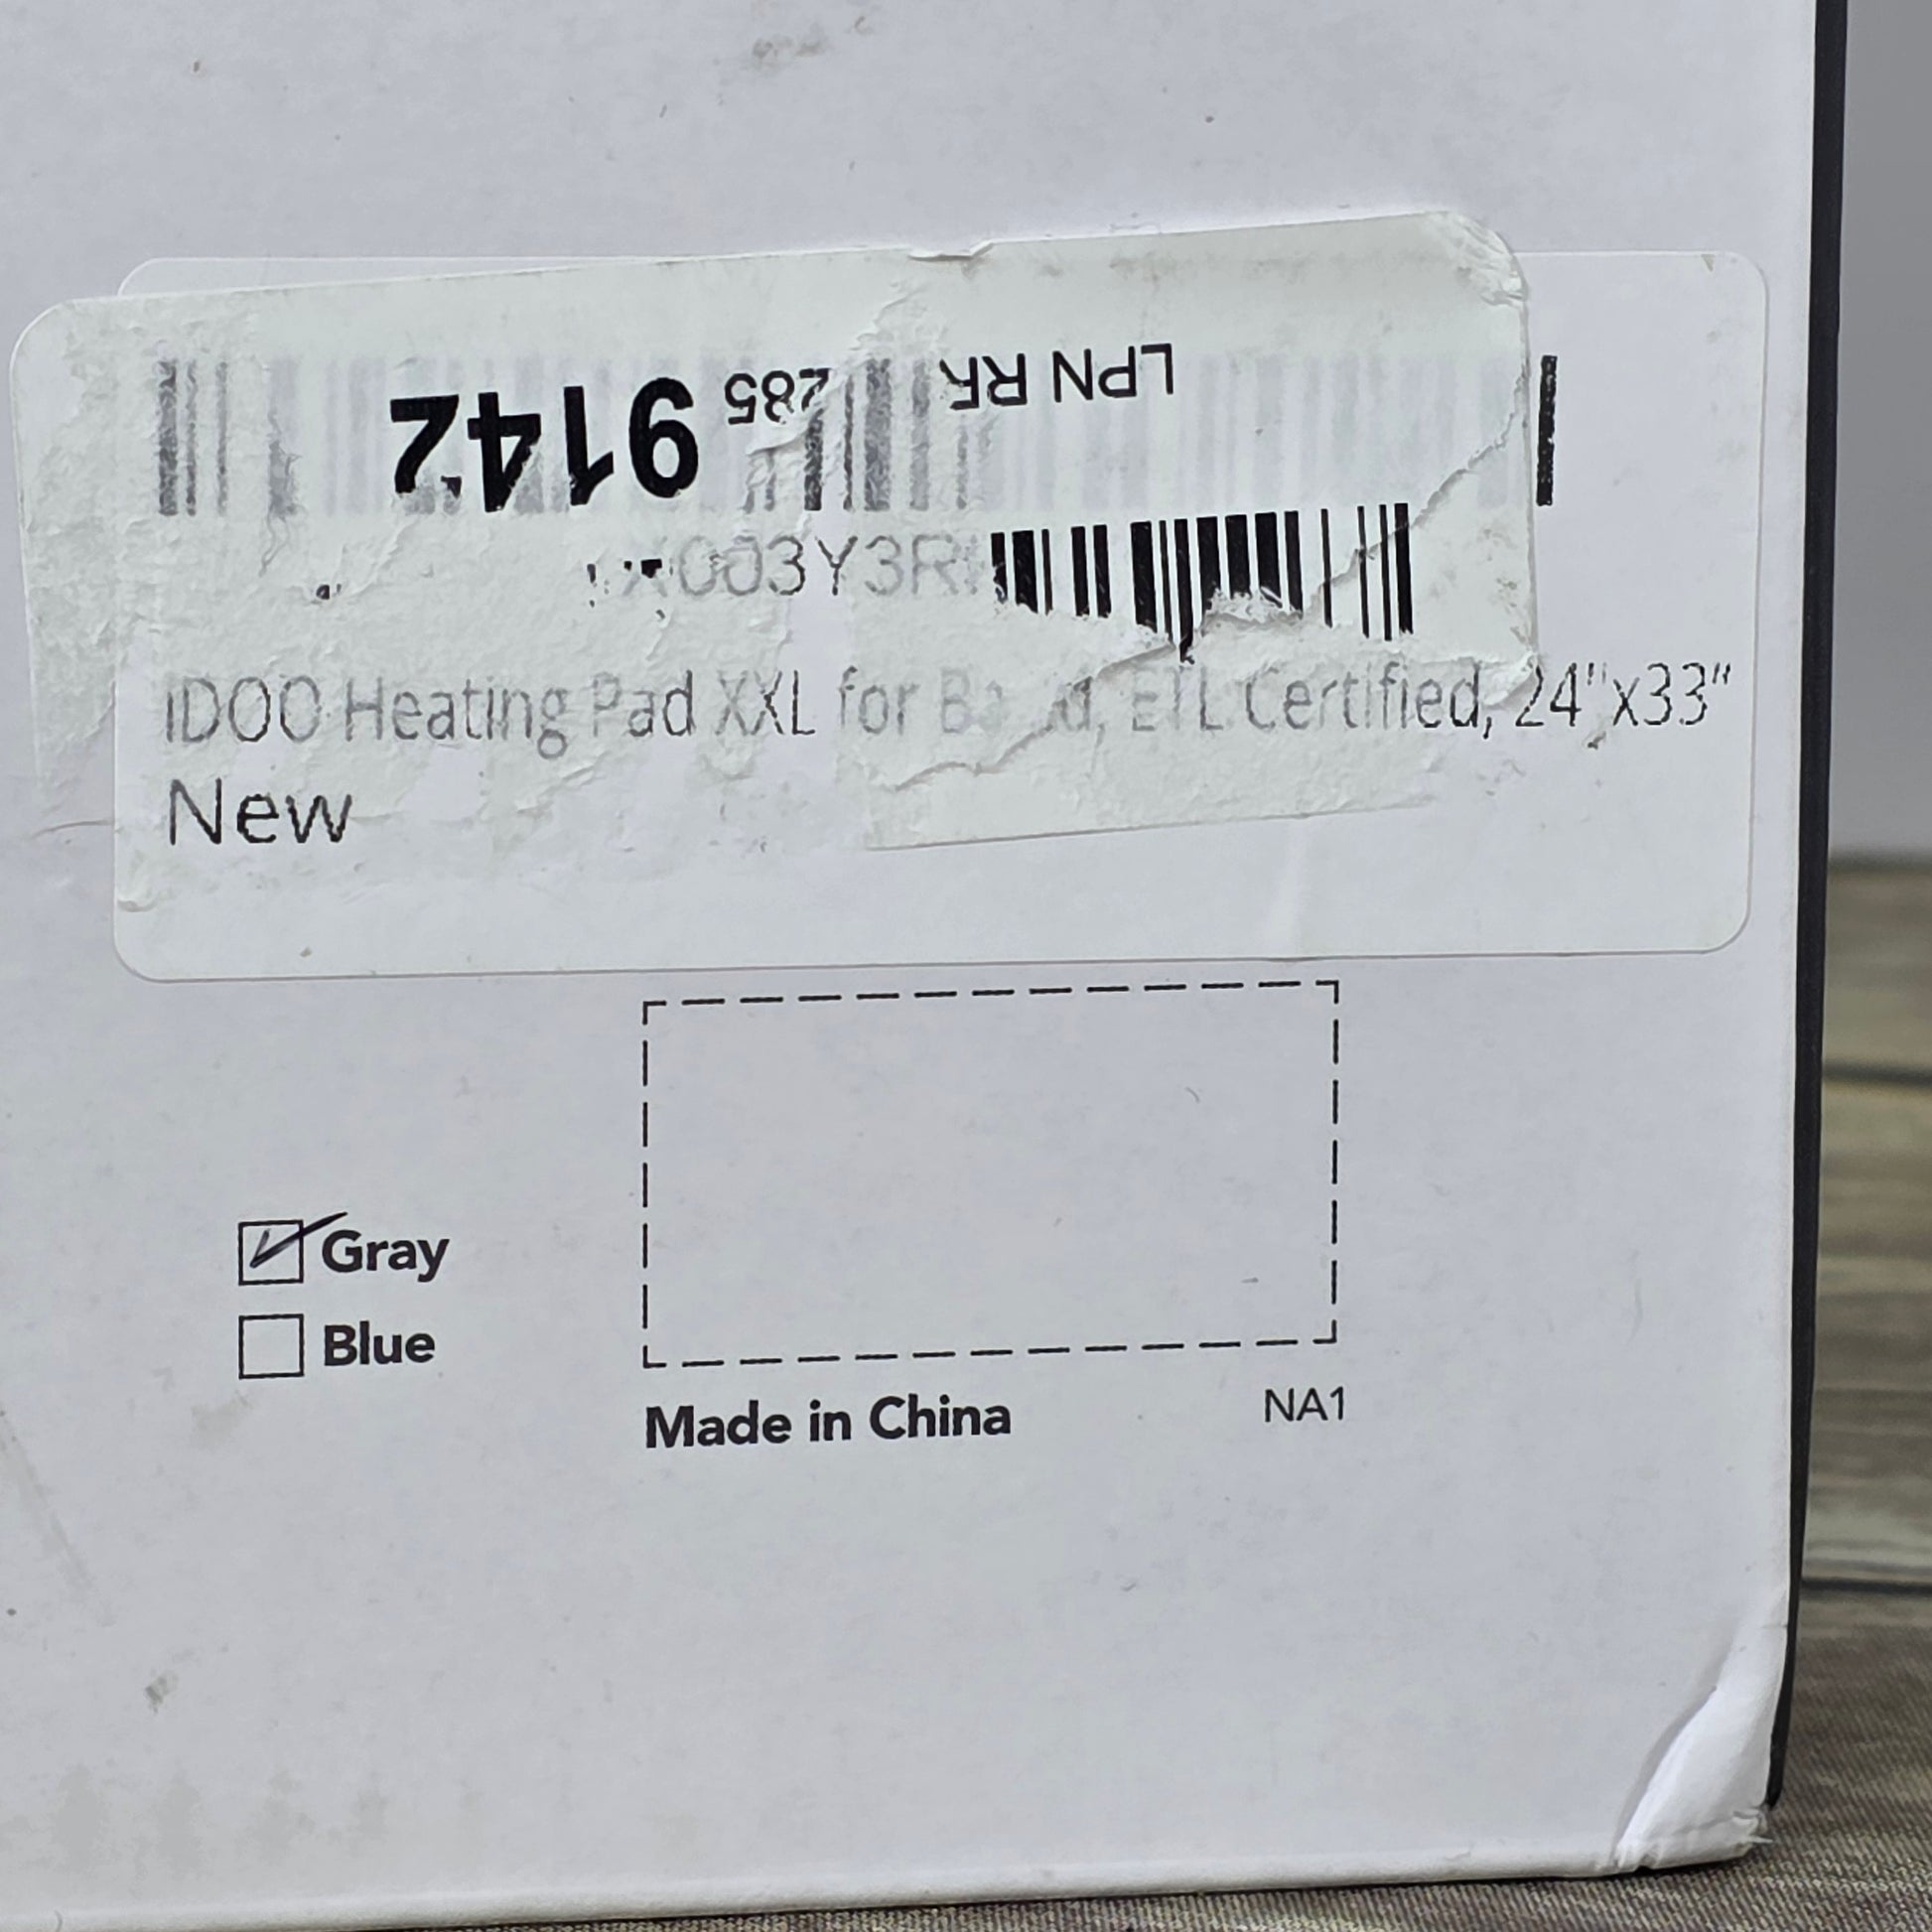 LPN RR 285 9142
X003Y3R
iDOO Heating Pad XXL for Ba d, ETL Certified, 24"x33"
New
Gray
Blue
Made in China
NA1